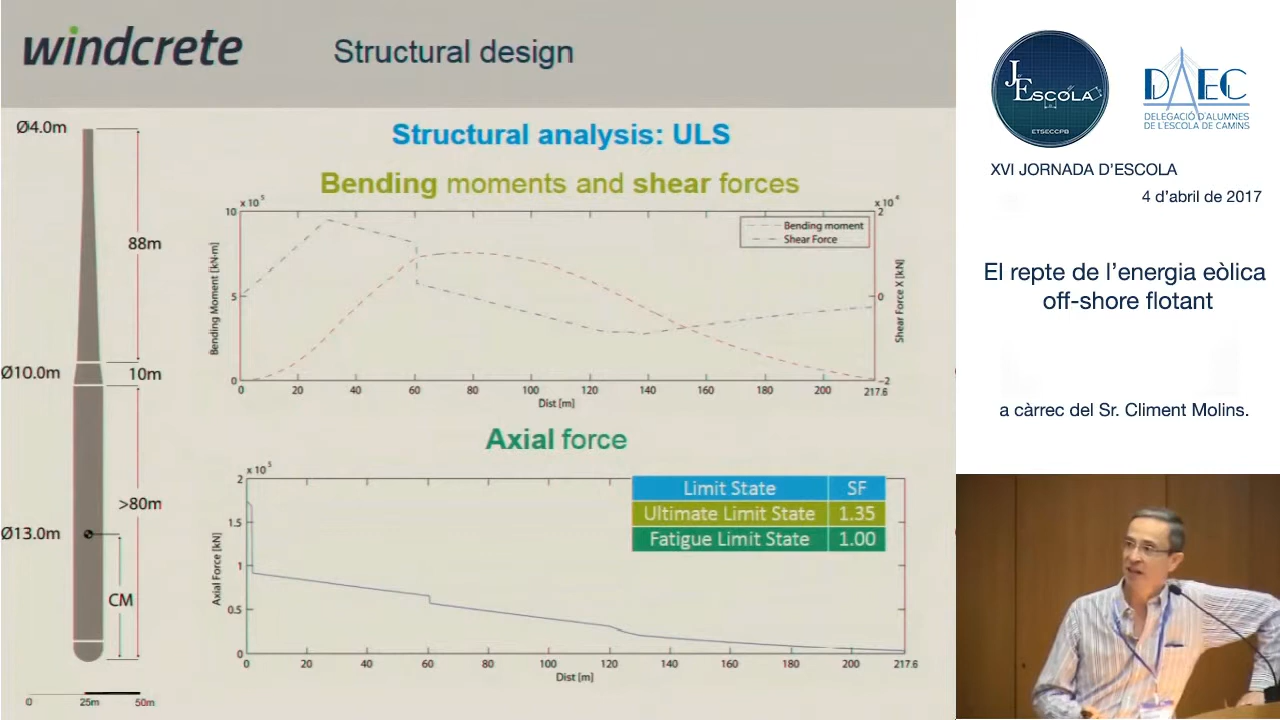 windcrete
Structural design
Structural analysis: ULS
Bending moments and shear forces
Ø4.0m
88m
Ø10.0m
10m
>80m
Ø13.0m
CM
0 25m 50m
x 10⁵
10
5
0
Bending Moment [kN·m]
x 10⁴
2
0
-2
Shear Force X [kN]
Bending moment
Shear Force
0 20 40 60 80 100 120 140 160 180 200 217.6
Dist [m]
Axial force
x 10⁵
2
1.5
1
0.5
0
Axial Force [kN]
Limit State SF
Ultimate Limit State 1.35
Fatigue Limit State 1.00
0 20 40 60 80 100 120 140 160 180 200 217.6
Dist [m]
J
ESCOLA
ETSECCPB
DAEC
DELEGACIÓ D'ALUMNES
DE L'ESCOLA DE CAMINS
XVI JORNADA D'ESCOLA
4 d'abril de 2017
El repte de l'energia eòlica
off-shore flotant
a càrrec del Sr. Climent Molins.